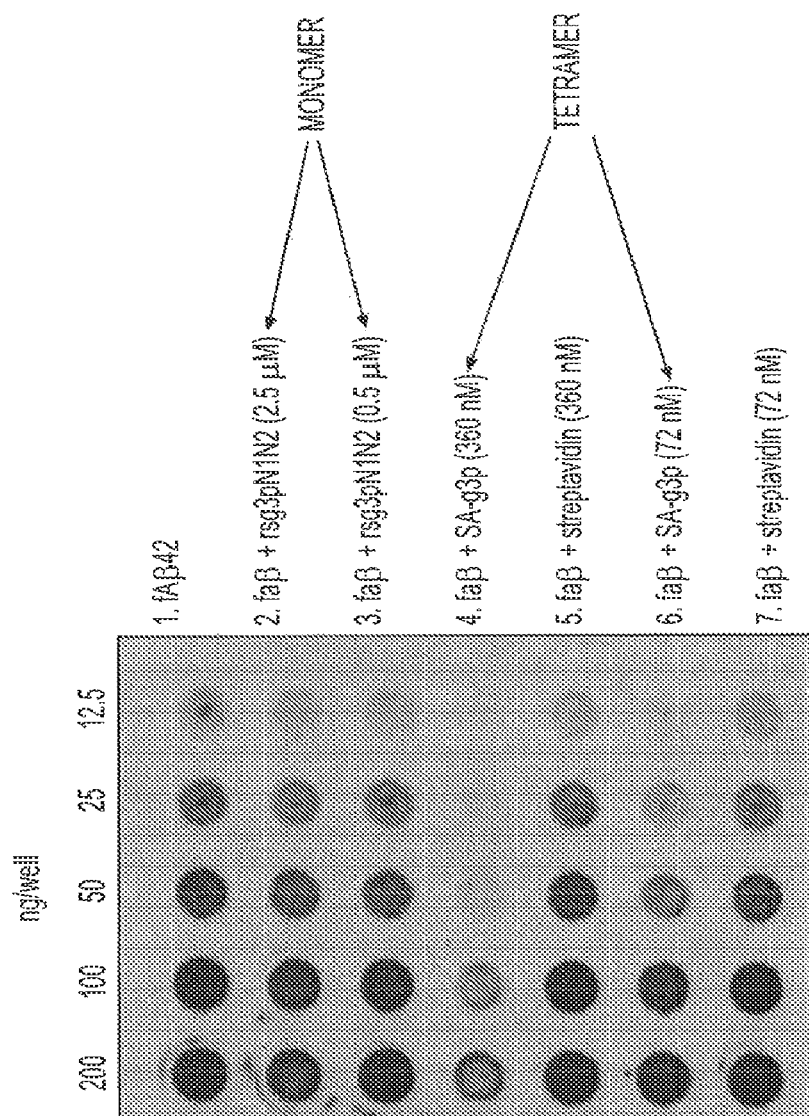 ng/well
200 100 50 25 12.5
1. fAβ42
2. faβ + rsg3pN1N2 (2.5 μM)
3. faβ + rsg3pN1N2 (0.5 μM)
4. faβ + SA-g3p (360 nM)
5. faβ + streplavidin (360 nM)
6. faβ + SA-g3p (72 nM)
7. faβ + streplavidin (72 nM)
MONOMER
TETRAMER